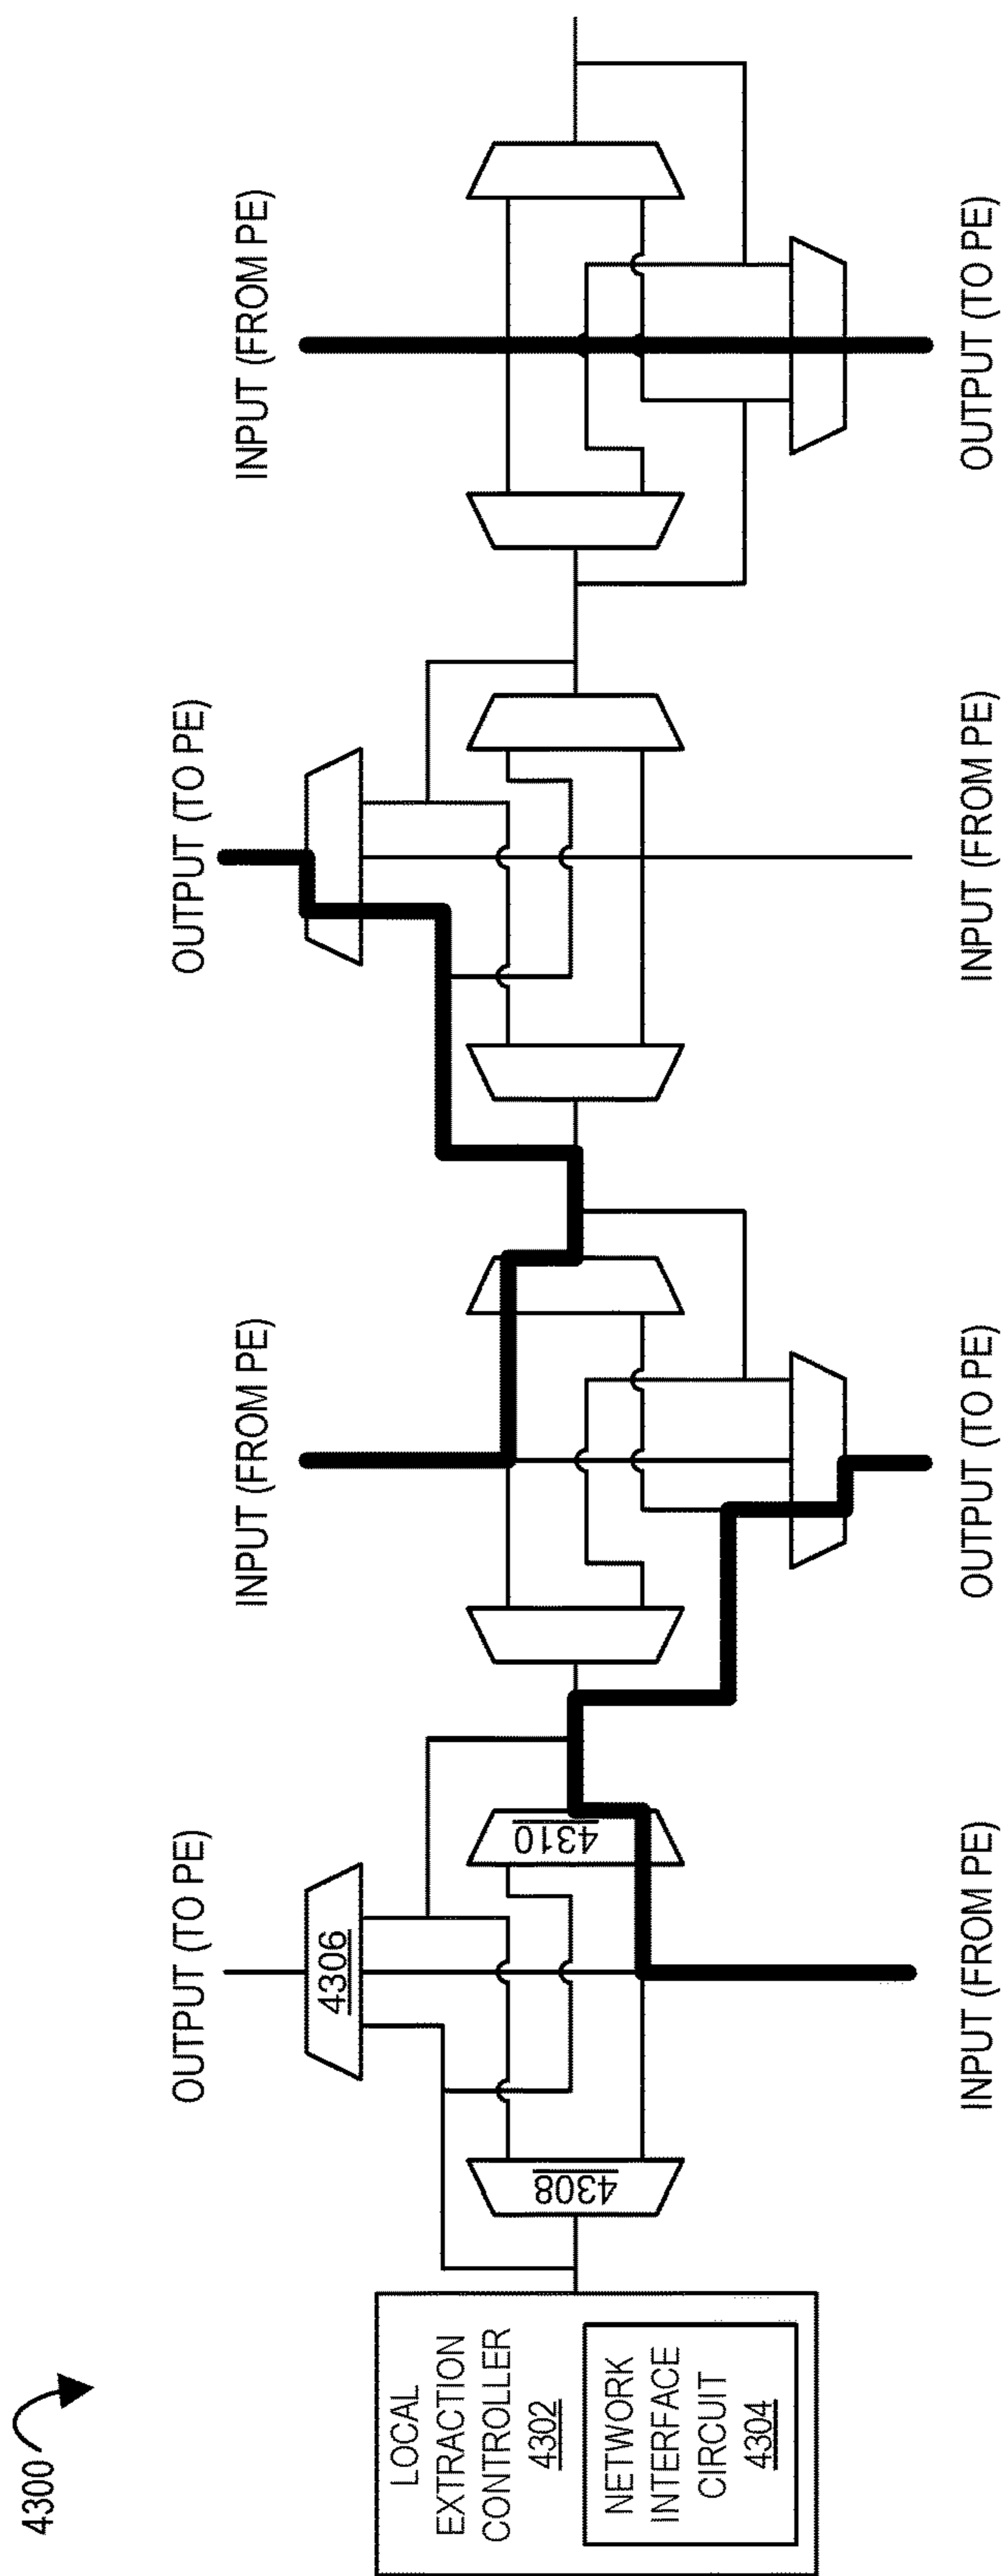 4300
LOCAL
EXTRACTION
CONTROLLER
4302
NETWORK
INTERFACE
CIRCUIT
4304
OUTPUT (TO PE)
4306
4308
4310
INPUT (FROM PE)
INPUT (FROM PE)
OUTPUT (TO PE)
OUTPUT (TO PE)
INPUT (FROM PE)
INPUT (FROM PE)
OUTPUT (TO PE)